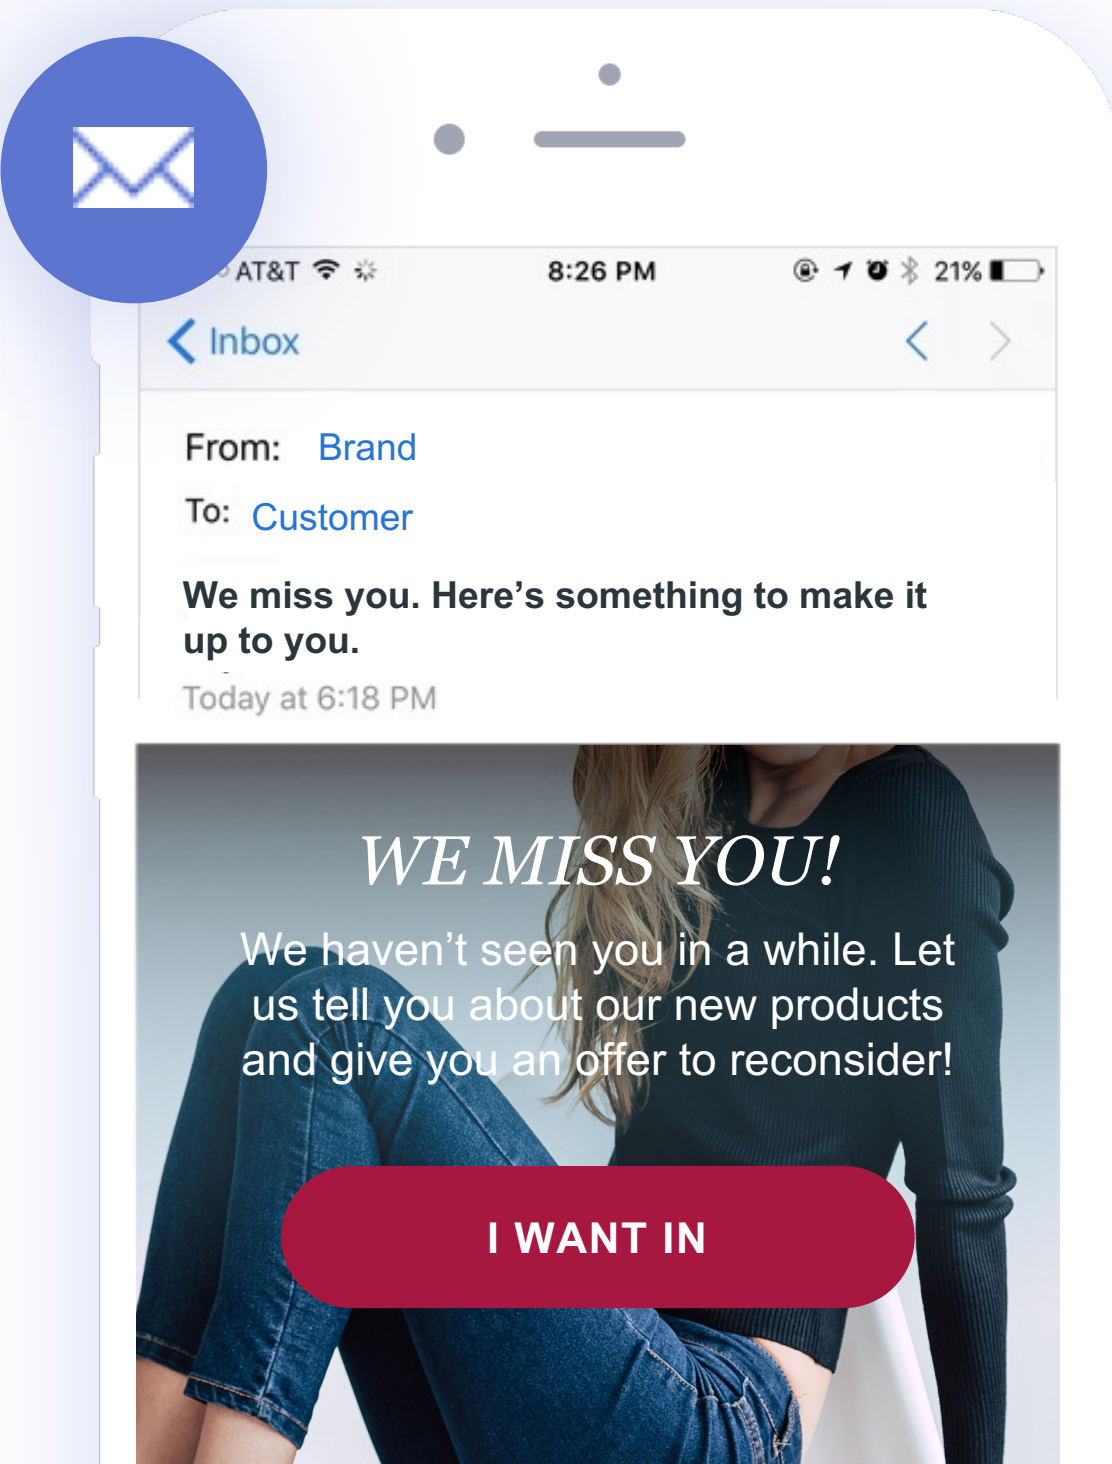 AT&T 8:26 PM 21%
Inbox
From: Brand
To: Customer
We miss you. Here’s something to make it
up to you.
Today at 6:18 PM
WE MISS YOU!
We haven’t seen you in a while. Let
us tell you about our new products
and give you an offer to reconsider!
I WANT IN